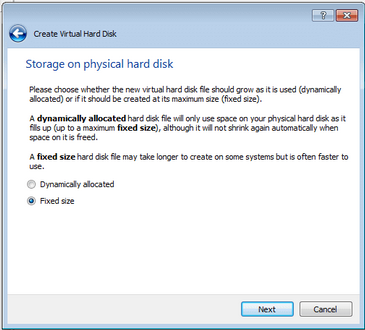 Create Virtual Hard Disk
Storage on physical hard disk
Please choose whether the new virtual hard disk file should grow as it is used (dynamically
allocated) or if it should be created at its maximum size (fixed size).
A dynamically allocated hard disk file will only use space on your physical hard disk as it
fills up (up to a maximum fixed size), although it will not shrink again automatically when
space on it is freed.
A fixed size hard disk file may take longer to create on some systems but is often faster to
use.
Dynamically allocated
Fixed size
Next
Cancel